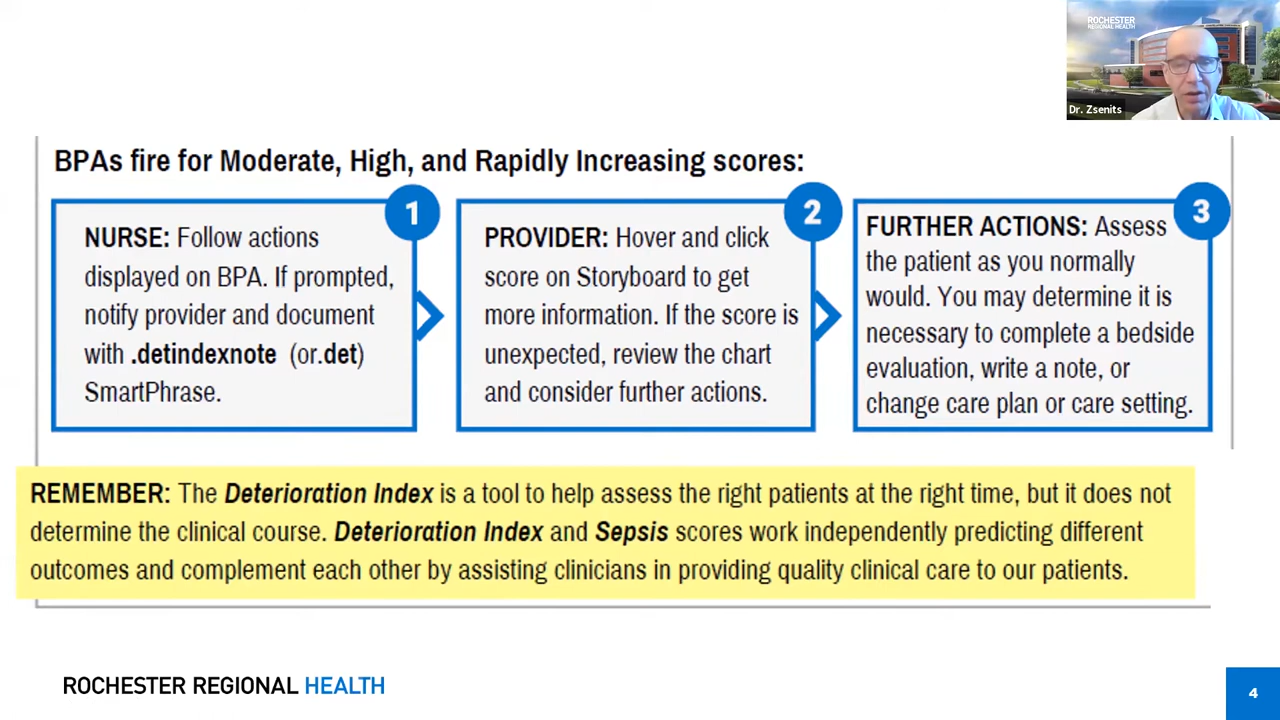 ROCHESTER
REGIONAL HEALTH
Dr. Zsenits
BPAs fire for Moderate, High, and Rapidly Increasing scores:
1
NURSE: Follow actions
displayed on BPA. If prompted,
notify provider and document
with .detindexnote (or.det)
SmartPhrase.
2
PROVIDER: Hover and click
score on Storyboard to get
more information. If the score is
unexpected, review the chart
and consider further actions.
3
FURTHER ACTIONS: Assess
the patient as you normally
would. You may determine it is
necessary to complete a bedside
evaluation, write a note, or
change care plan or care setting.
REMEMBER: The Deterioration Index is a tool to help assess the right patients at the right time, but it does not
determine the clinical course. Deterioration Index and Sepsis scores work independently predicting different
outcomes and complement each other by assisting clinicians in providing quality clinical care to our patients.
ROCHESTER REGIONAL HEALTH
4